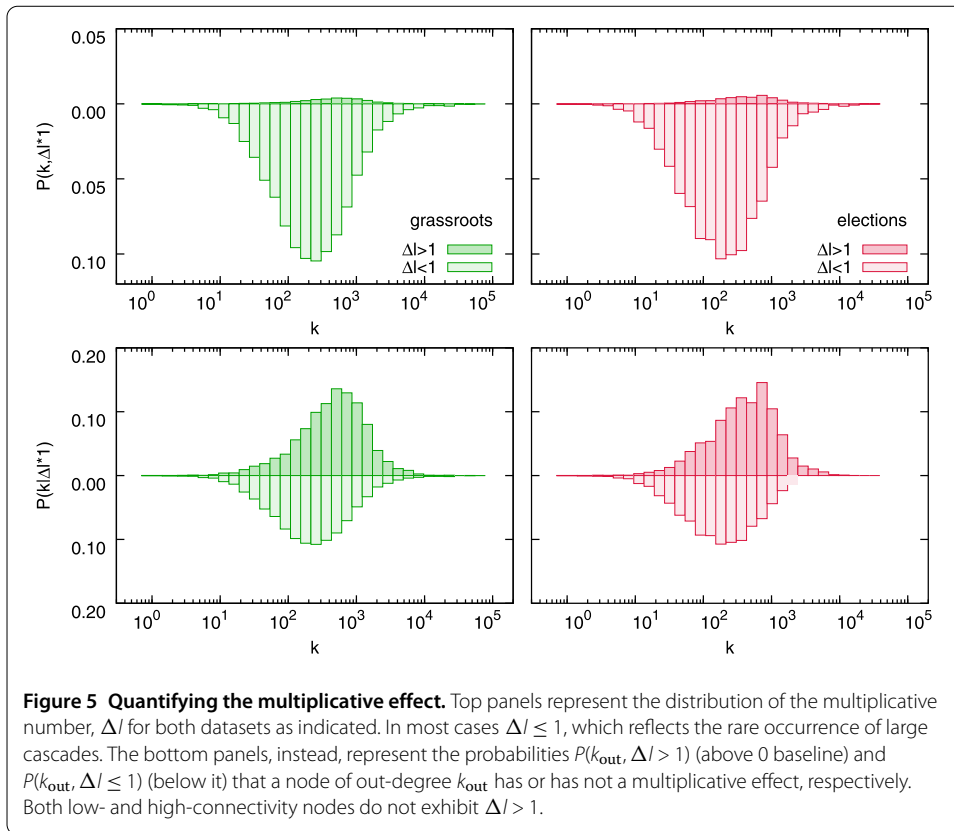 0.05
0.00
0.05
0.10
P(k,Δl*1)
grassroots
Δl>1
Δl<1
10^0 10^1 10^2 10^3 10^4 10^5
k
elections
Δl>1
Δl<1
10^0 10^1 10^2 10^3 10^4 10^5
k
0.20
0.10
0.00
0.10
0.20
P(k|Δl*1)
10^0 10^1 10^2 10^3 10^4 10^5
k
10^0 10^1 10^2 10^3 10^4 10^5
k
Figure 5 Quantifying the multiplicative effect. Top panels represent the distribution of the multiplicative
number, Δl for both datasets as indicated. In most cases Δl ≤ 1, which reflects the rare occurrence of large
cascades. The bottom panels, instead, represent the probabilities P(k_out, Δl > 1) (above 0 baseline) and
P(k_out, Δl ≤ 1) (below it) that a node of out-degree k_out has or has not a multiplicative effect, respectively.
Both low- and high-connectivity nodes do not exhibit Δl > 1.